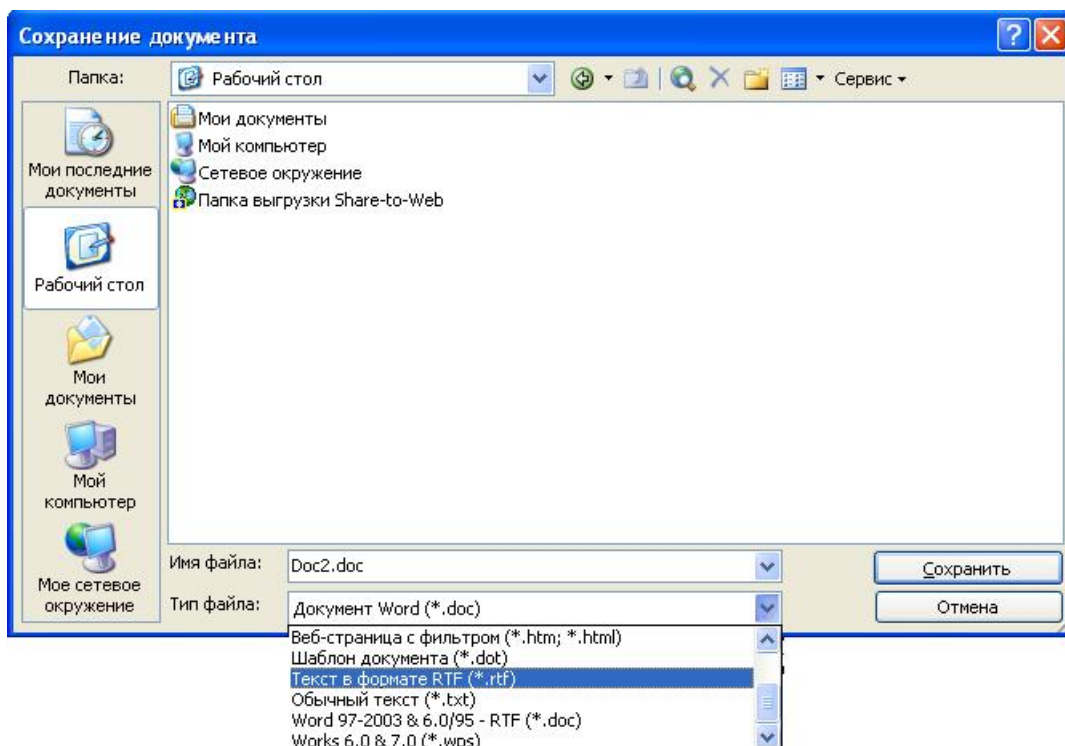 Сохранение документа
Папка:
Рабочий стол
Сервис
Мои последние
документы
Рабочий стол
Мои
документы
Мой
компьютер
Мое сетевое
окружение
Мои документы
Мой компьютер
Сетевое окружение
Папка выгрузки Share-to-Web
Имя файла:
Doc2.doc
Сохранить
Тип файла:
Документ Word (*.doc)
Отмена
Веб-страница с фильтром (*.htm; *.html)
Шаблон документа (*.dot)
Текст в формате RTF (*.rtf)
Обычный текст (*.txt)
Word 97-2003 & 6.0/95 - RTF (*.doc)
Works 6.0 & 7.0 (*.wps)